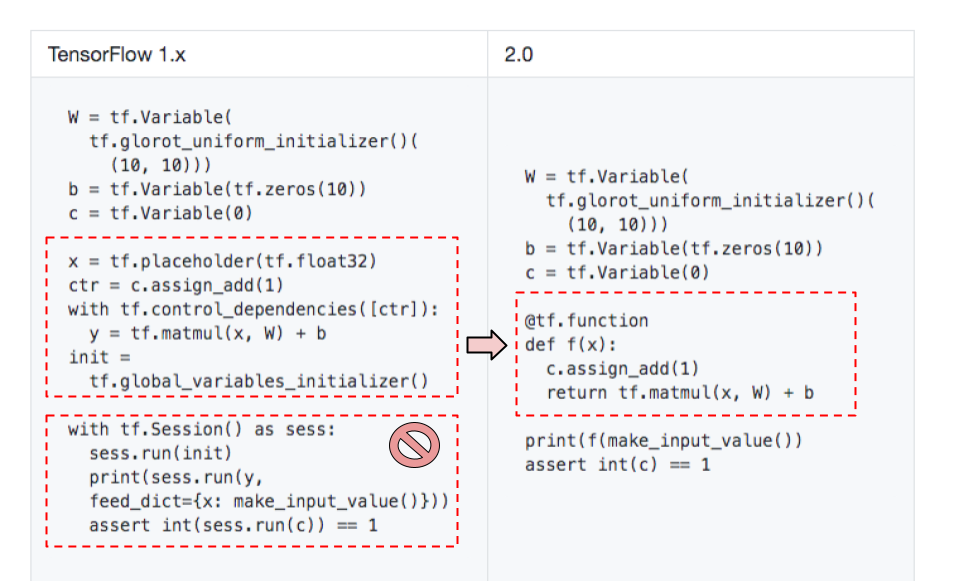 TensorFlow 1.x
2.0
W = tf.Variable(
tf.glorot_uniform_initializer()(
(10, 10)))
b = tf.Variable(tf.zeros(10))
c = tf.Variable(0)
x = tf.placeholder(tf.float32)
ctr = c.assign_add(1)
with tf.control_dependencies([ctr]):
y = tf.matmul(x, W) + b
init =
tf.global_variables_initializer()
with tf.Session() as sess:
sess.run(init)
print(sess.run(y,
feed_dict={x: make_input_value()}))
assert int(sess.run(c)) == 1
W = tf.Variable(
tf.glorot_uniform_initializer()(
(10, 10)))
b = tf.Variable(tf.zeros(10))
c = tf.Variable(0)
@tf.function
def f(x):
c.assign_add(1)
return tf.matmul(x, W) + b
print(f(make_input_value())
assert int(c) == 1